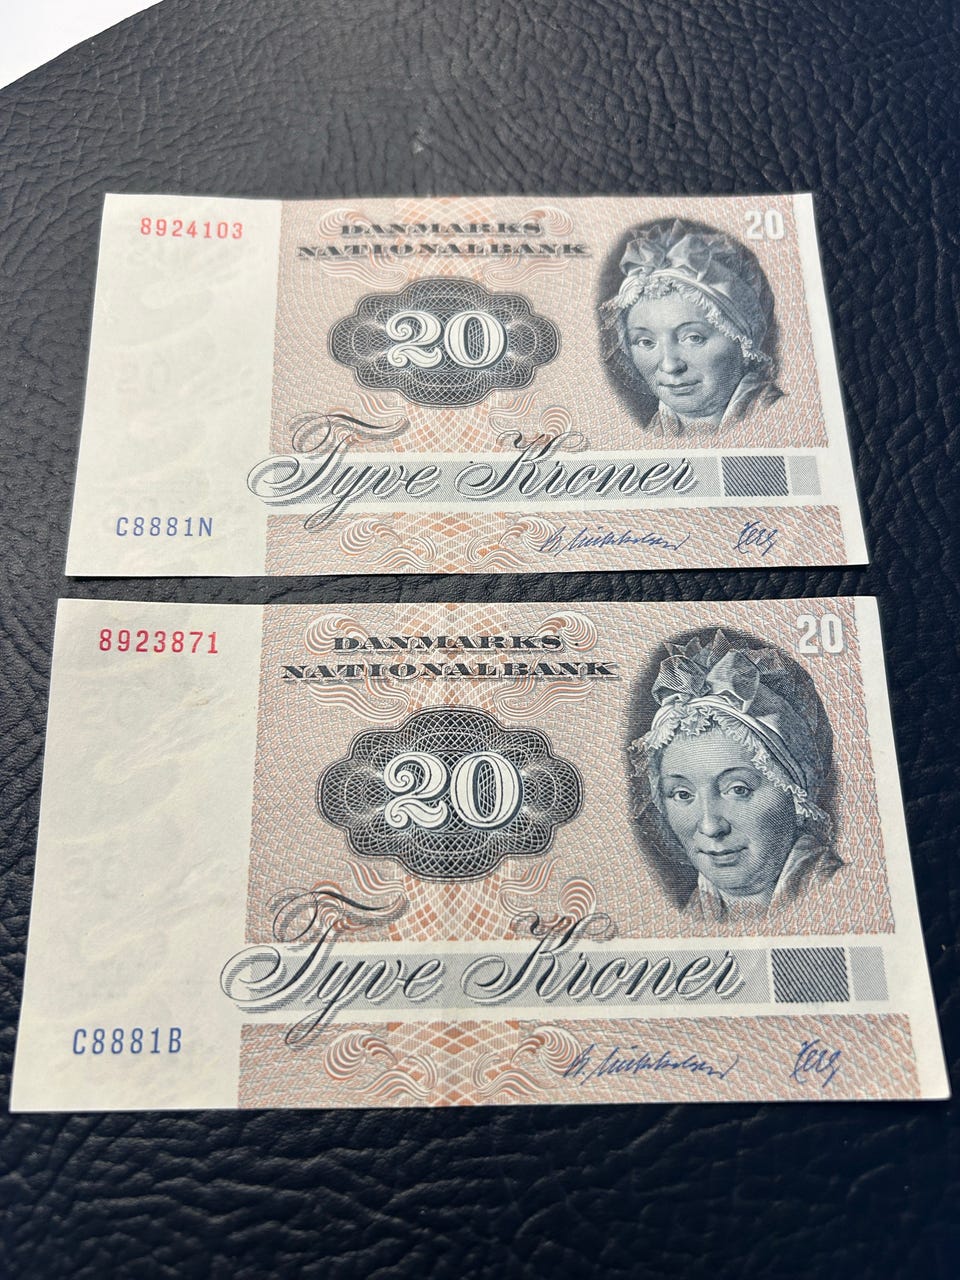 8924103
DANMARKS
NATIONALBANK
20
20
Tyve Kroner
C8881N
8923871
DANMARKS
NATIONALBANK
20
20
Tyve Kroner
C8881B